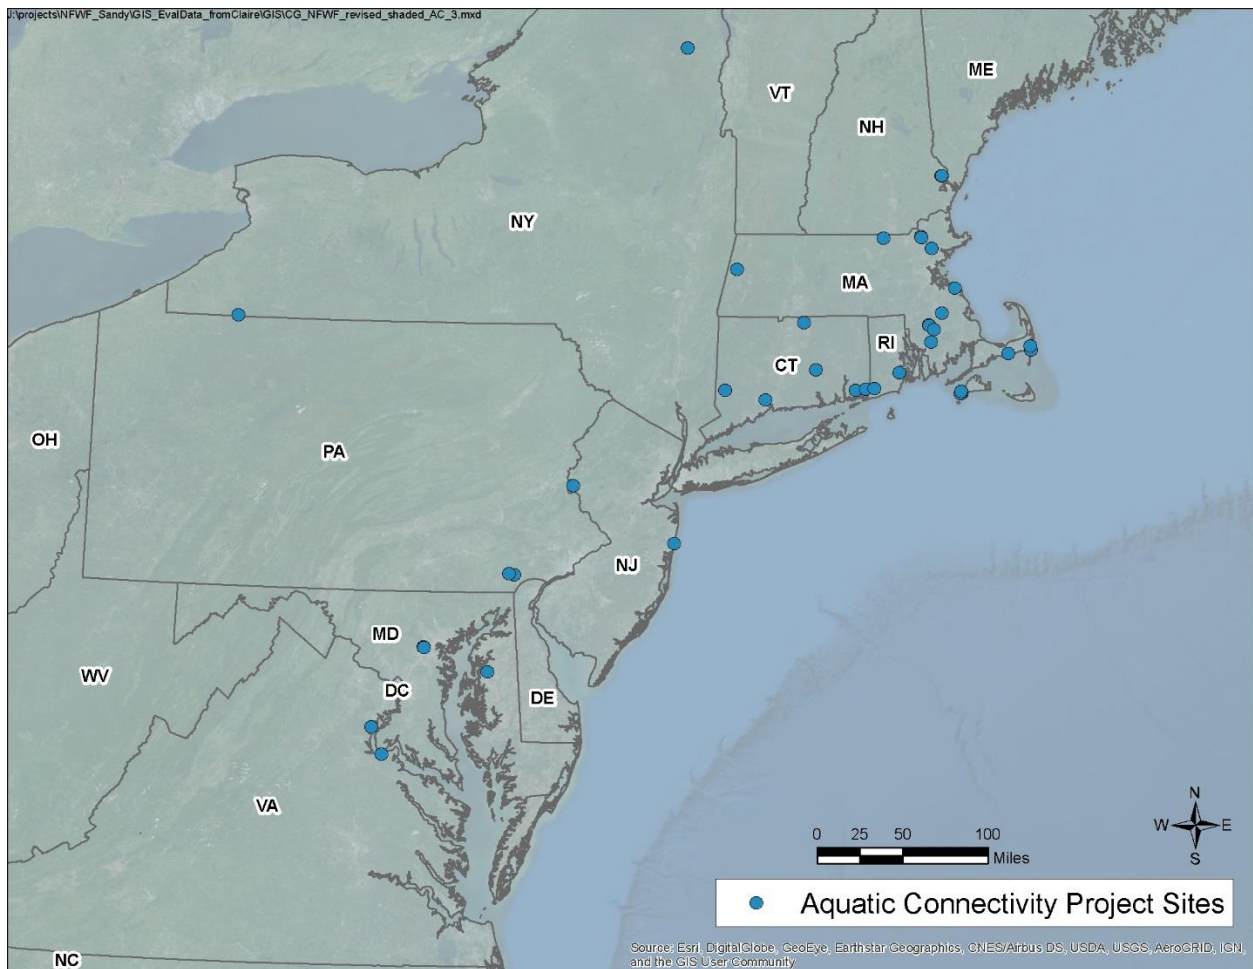 J:\projects\NFWF_Sandy\GIS_EvalData_fromClaire\GIS\CG_NFWF_revised_shaded_AC_3.mxd
ME
VT
NH
NY
MA
RI
CT
OH
PA
NJ
MD
WV
DC
DE
VA
N
W E
S
0 25 50 100
Miles
Aquatic Connectivity Project Sites
Source: Esri, DigitalGlobe, GeoEye, Earthstar Geographics, CNES/Airbus DS, USDA, USGS, AeroGRID, IGN,
and the GIS User Community
NC